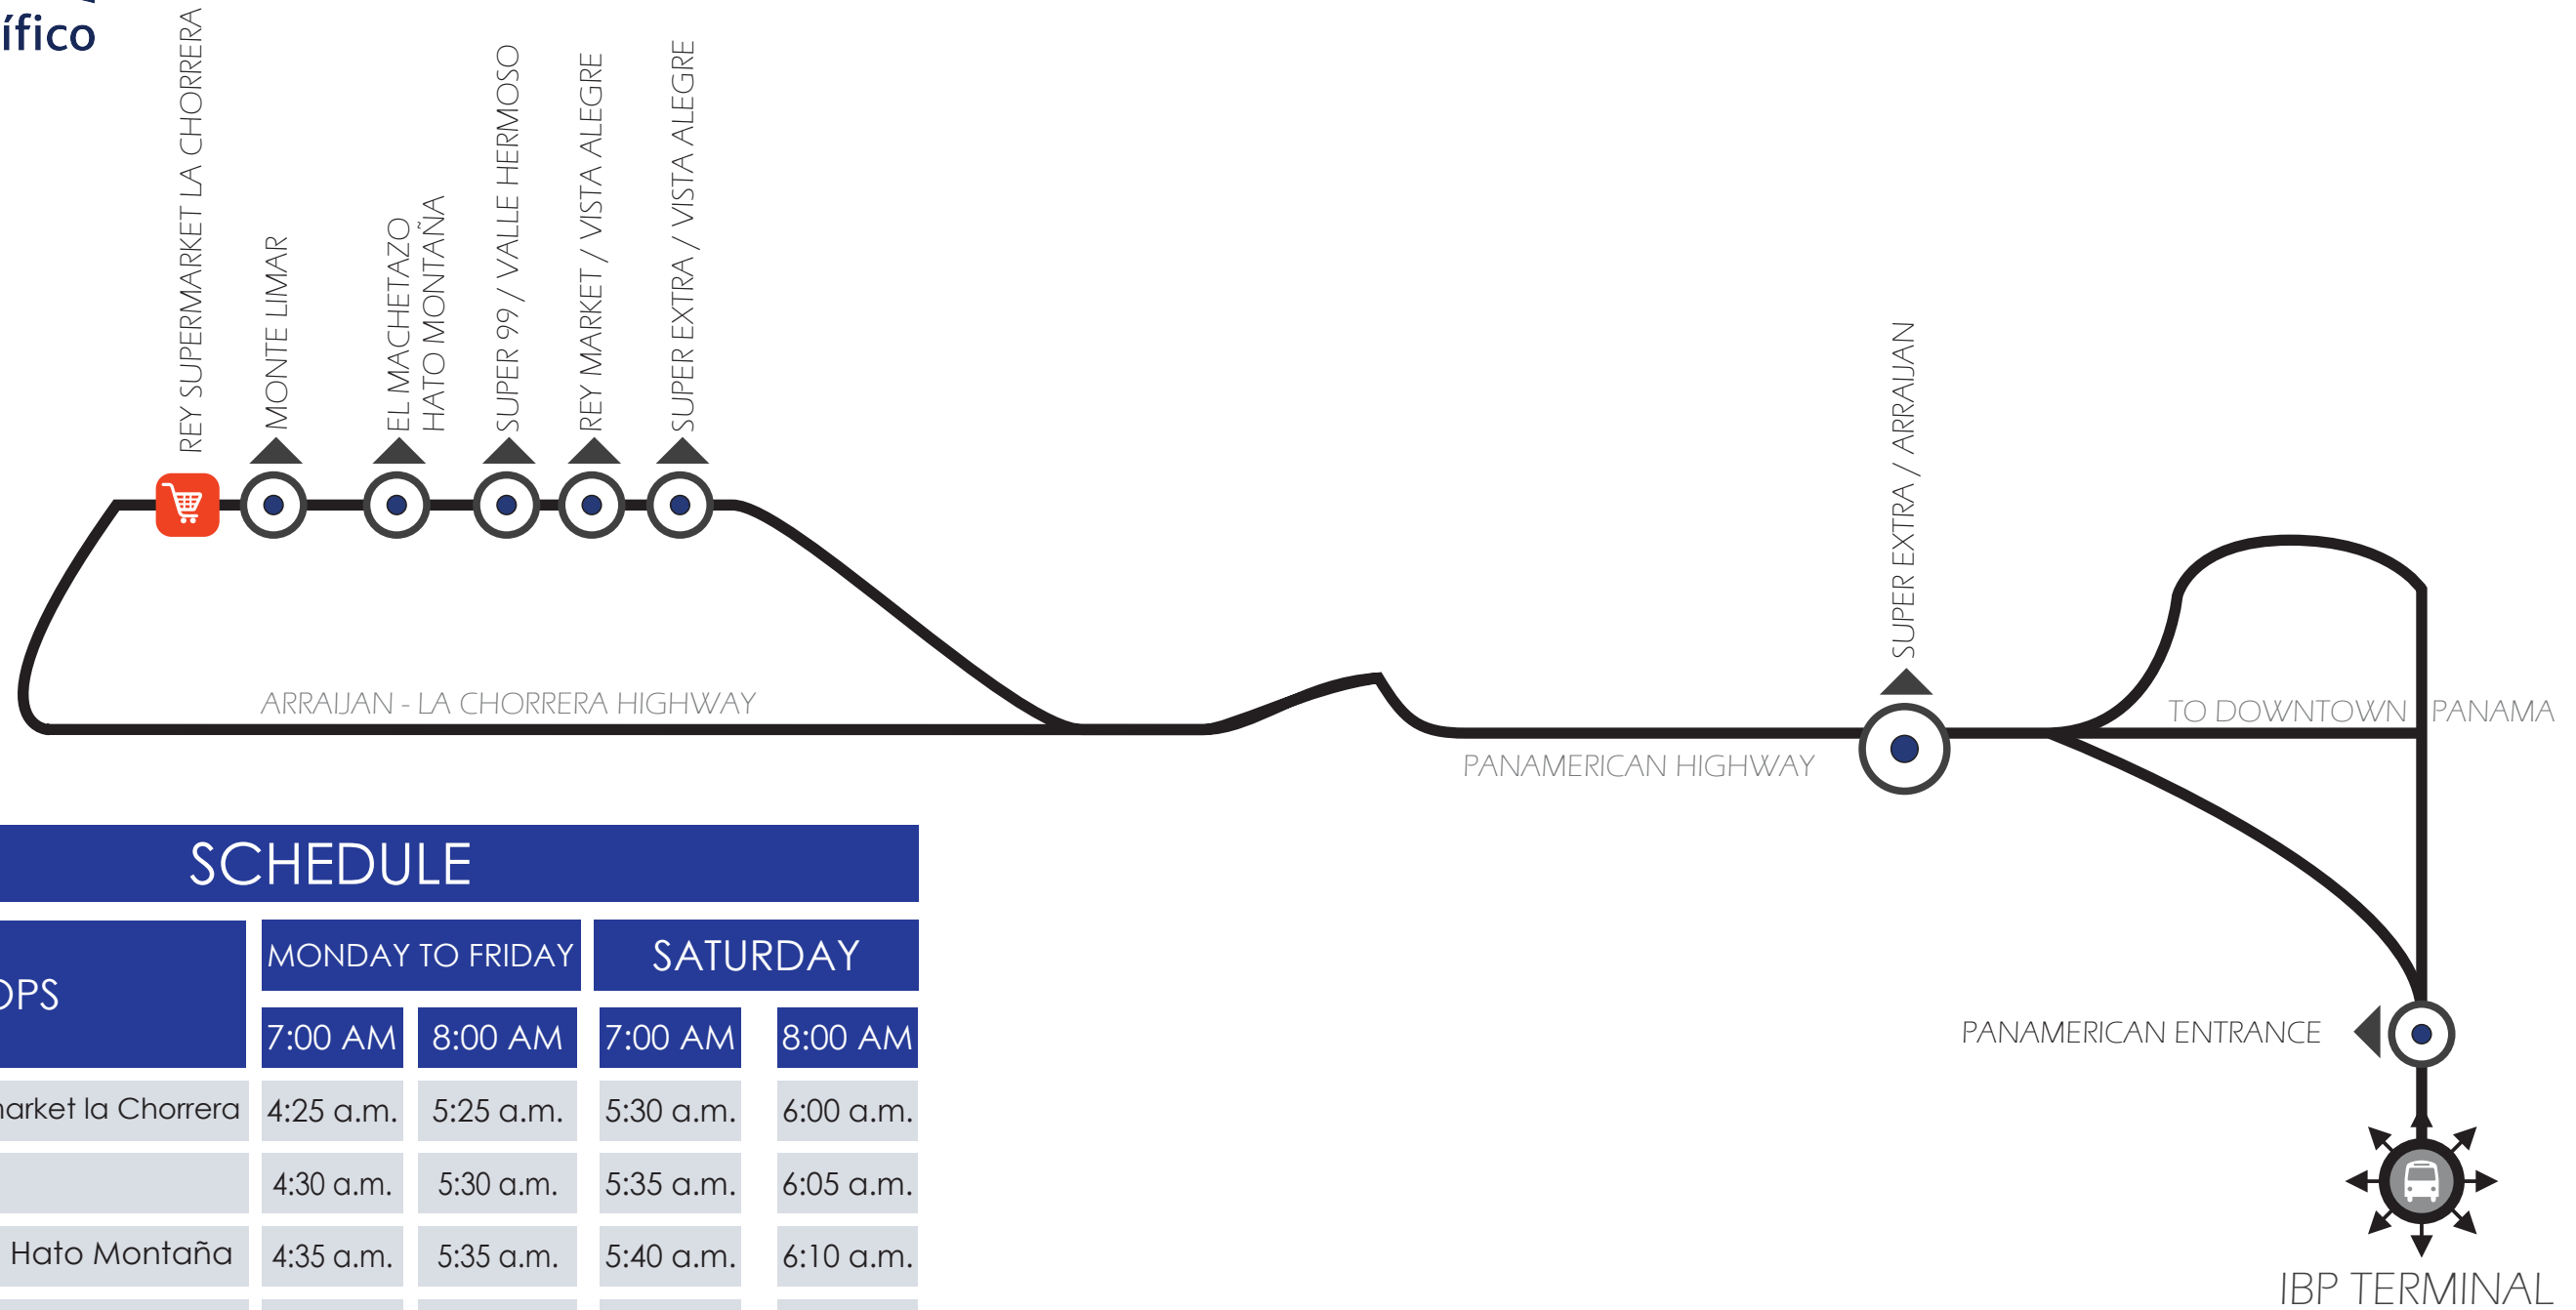 ífico
REY SUPERMARKET LA CHORRERA
MONTE LIMAR
EL MACHETAZO
HATO MONTAÑA
SUPER 99 / VALLE HERMOSO
REY MARKET / VISTA ALEGRE
SUPER EXTRA / VISTA ALEGRE
SUPER EXTRA / ARRAIJAN
ARRAIJAN - LA CHORRERA HIGHWAY
TO DOWNTOWN PANAMA
PANAMERICAN HIGHWAY
PANAMERICAN ENTRANCE
IBP TERMINAL
SCHEDULE
OPS
MONDAY TO FRIDAY SATURDAY
7:00 AM 8:00 AM 7:00 AM 8:00 AM
market la Chorrera 4:25 a.m. 5:25 a.m. 5:30 a.m. 6:00 a.m.
4:30 a.m. 5:30 a.m. 5:35 a.m. 6:05 a.m.
Hato Montaña 4:35 a.m. 5:35 a.m. 5:40 a.m. 6:10 a.m.